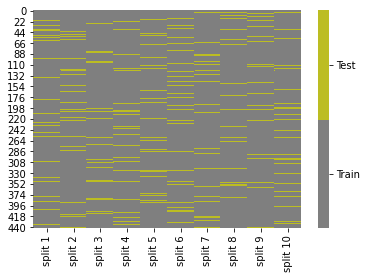 0
22
44
66
88
110
132
154
176
198
220
242
264
286
308
330
352
374
396
418
440
split 1
split 2
split 3
split 4
split 5
split 6
split 7
split 8
split 9
split 10
Test
Train